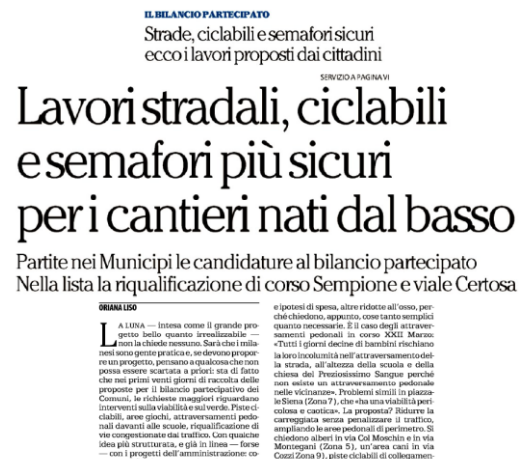 IL BILANCIO PARTECIPATO
Strade, ciclabili e semafori sicuri
ecco i lavori proposti dai cittadini
SERVIZIO A PAGINA VI
Lavori stradali, ciclabili
e semafori più sicuri
per i cantieri nati dal basso
Partite nei Municipi le candidature al bilancio partecipato
Nella lista la riqualificazione di corso Sempione e viale Certosa
ORIANA LISO
LA LUNA — intesa come il grande pro-
getto bello quanto irrealizzabile —
non la chiede nessuno. Sarà che i mila-
nesi sono gente pratica e, se devono propor-
re un progetto, pensano a qualcosa che non
possa essere scartata a priori: sta di fatto
che nei primi venti giorni di raccolta delle
proposte per il bilancio partecipativo dei
Comuni, le richieste maggiori riguardano
interventi sulla viabilità e sul verde. Piste ci-
clabili, aree giochi, attraversamenti pedo-
nali davanti alle scuole, riqualificazione di
vie congestionate dai traffico. Con qualche
idea più strutturata, e già in linea — forse
— con i progetti dell'amministrazione: co-
e ipotesi di spesa, altre ridotte all'osso, per-
ché chiedono, appunto, cose tanto semplici
quanto necessarie. È il caso degli attraver-
samenti pedonali in corso XXII Marzo:
«Tutti i giorni decine di bambini rischiano
la loro incolumità nell'attraversamento del-
la strada, all'altezza della scuola e della
chiesa del Preziosissimo Sangue perché
non esiste un attraversamento pedonale
nelle vicinanze». Problemi simili in piazza-
le Siena (Zona 7), che «ha una viabilità peri-
colosa e caotica». La proposta? Ridurre la
carreggiata senza penalizzare il traffico,
ampliando le aree pedonali di perimetro. Si
chiedono alberi in via Col Moschin e in via
Montegani (Zona 5), un'area cani in via
Cozzi Zona 9), piste ciclabili di collegamen-